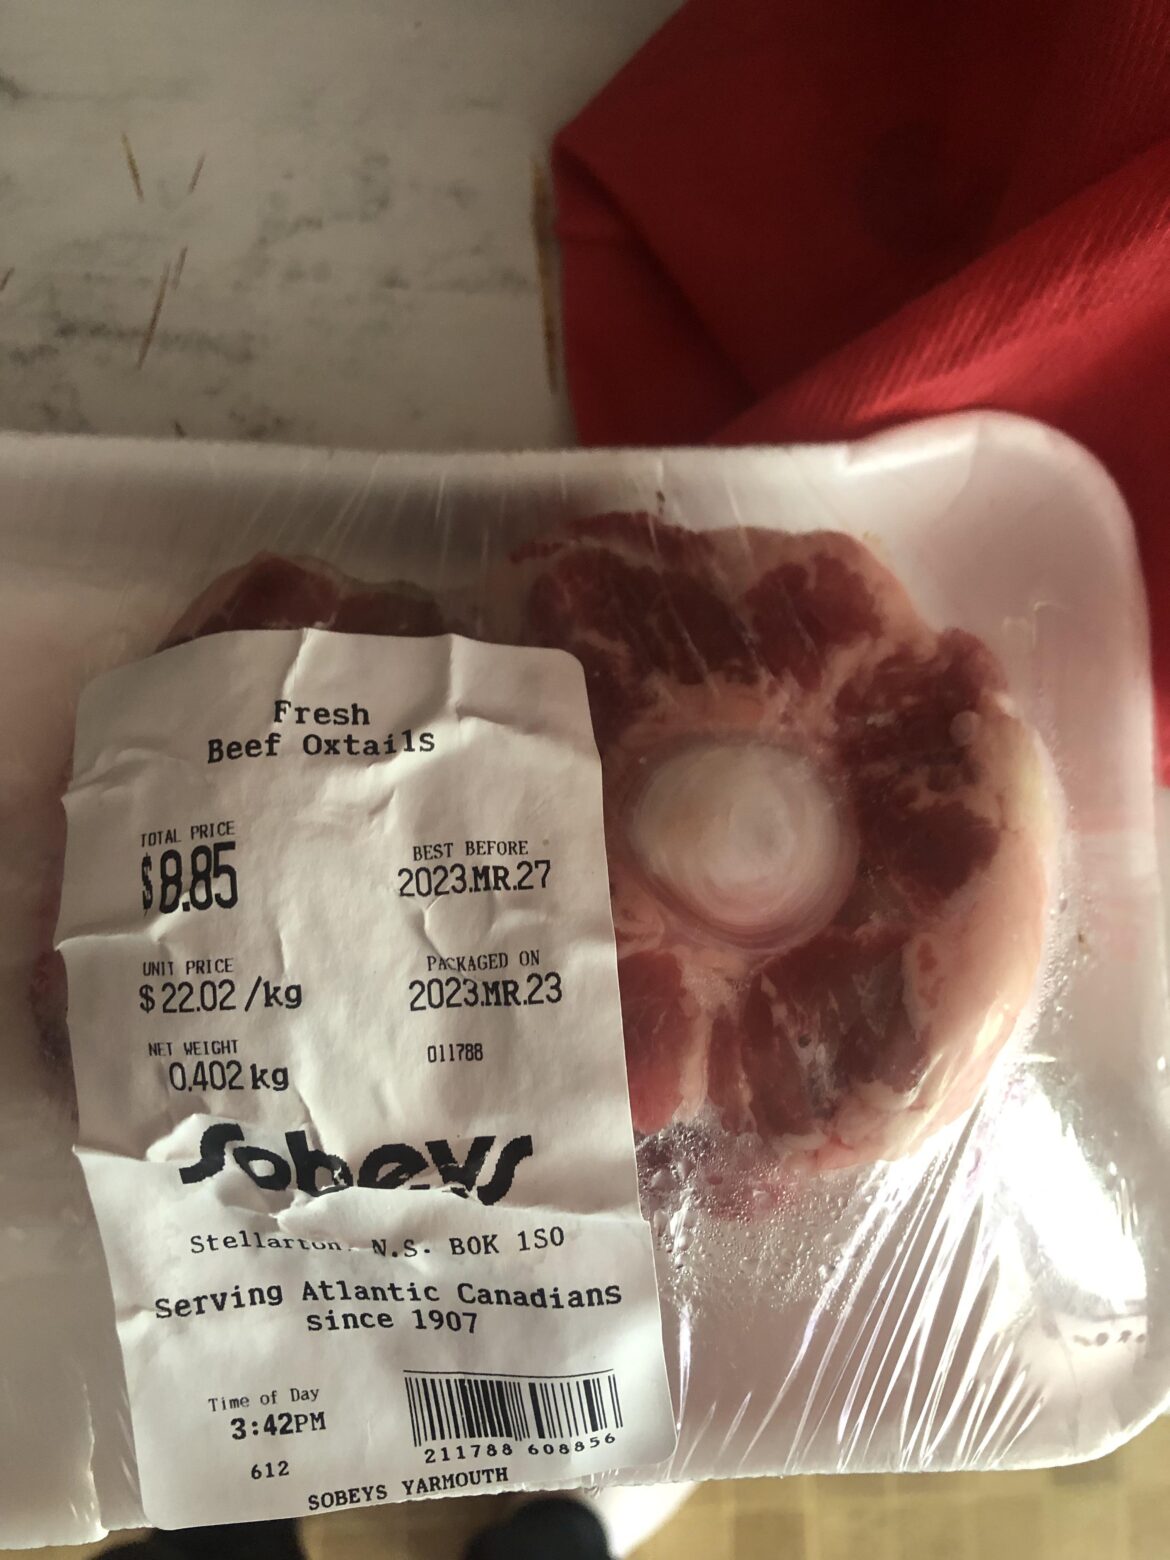 Fresh
Beef Oxtails
TOTAL PRICE
$8.85
BEST BEFORE
2023.MR.27
UNIT PRICE
$22.02/kg
PACKAGED ON
2023.MR.23
NET WEIGHT
0.402 kg
011788
Sobeys
Stellarton. N.S. BOK 1SO
Serving Atlantic Canadians
since 1907
Time of Day
3:42PM
211788 608856
612
SOBEYS YARMOUTH